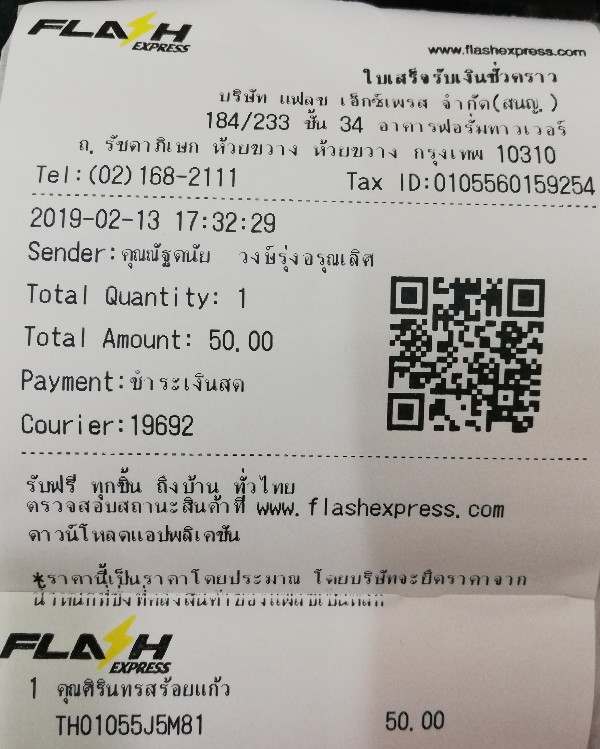 FLASH
EXPRESS
www.flashexpress.com
ใบเสร็จรับเงินชั่วคราว
บริษัท แฟลช เอ็กซ์เพรส จำกัด(สนญ.)
184/233 ชั้น 34 อาคารฟอรั่มทาวเวอร์
ถ. รัชดาภิเษก ห้วยขวาง ห้วยขวาง กรุงเทพ 10310
Tel:(02)168-2111 Tax ID:0105560159254
2019-02-13 17:32:29
Sender:คุณณัฐดนัย วงษ์รุ่งอรุณเลิศ
Total Quantity: 1
Total Amount: 50.00
Payment:ชำระเงินสด
Courier:19692
รับฟรี ทุกชิ้น ถึงบ้าน ทั่วไทย
ตรวจสอบสถานะสินค้าที่ www.flashexpress.com
ดาวน์โหลดแอปพลิเคชัน
*ราคานี้เป็นราคาโดยประมาณ โดยบริษัทจะยึดราคาจาก
FLASH
EXPRESS
1 คุณศิรินทรสร้อยแก้ว
TH01055J5M81 50.00